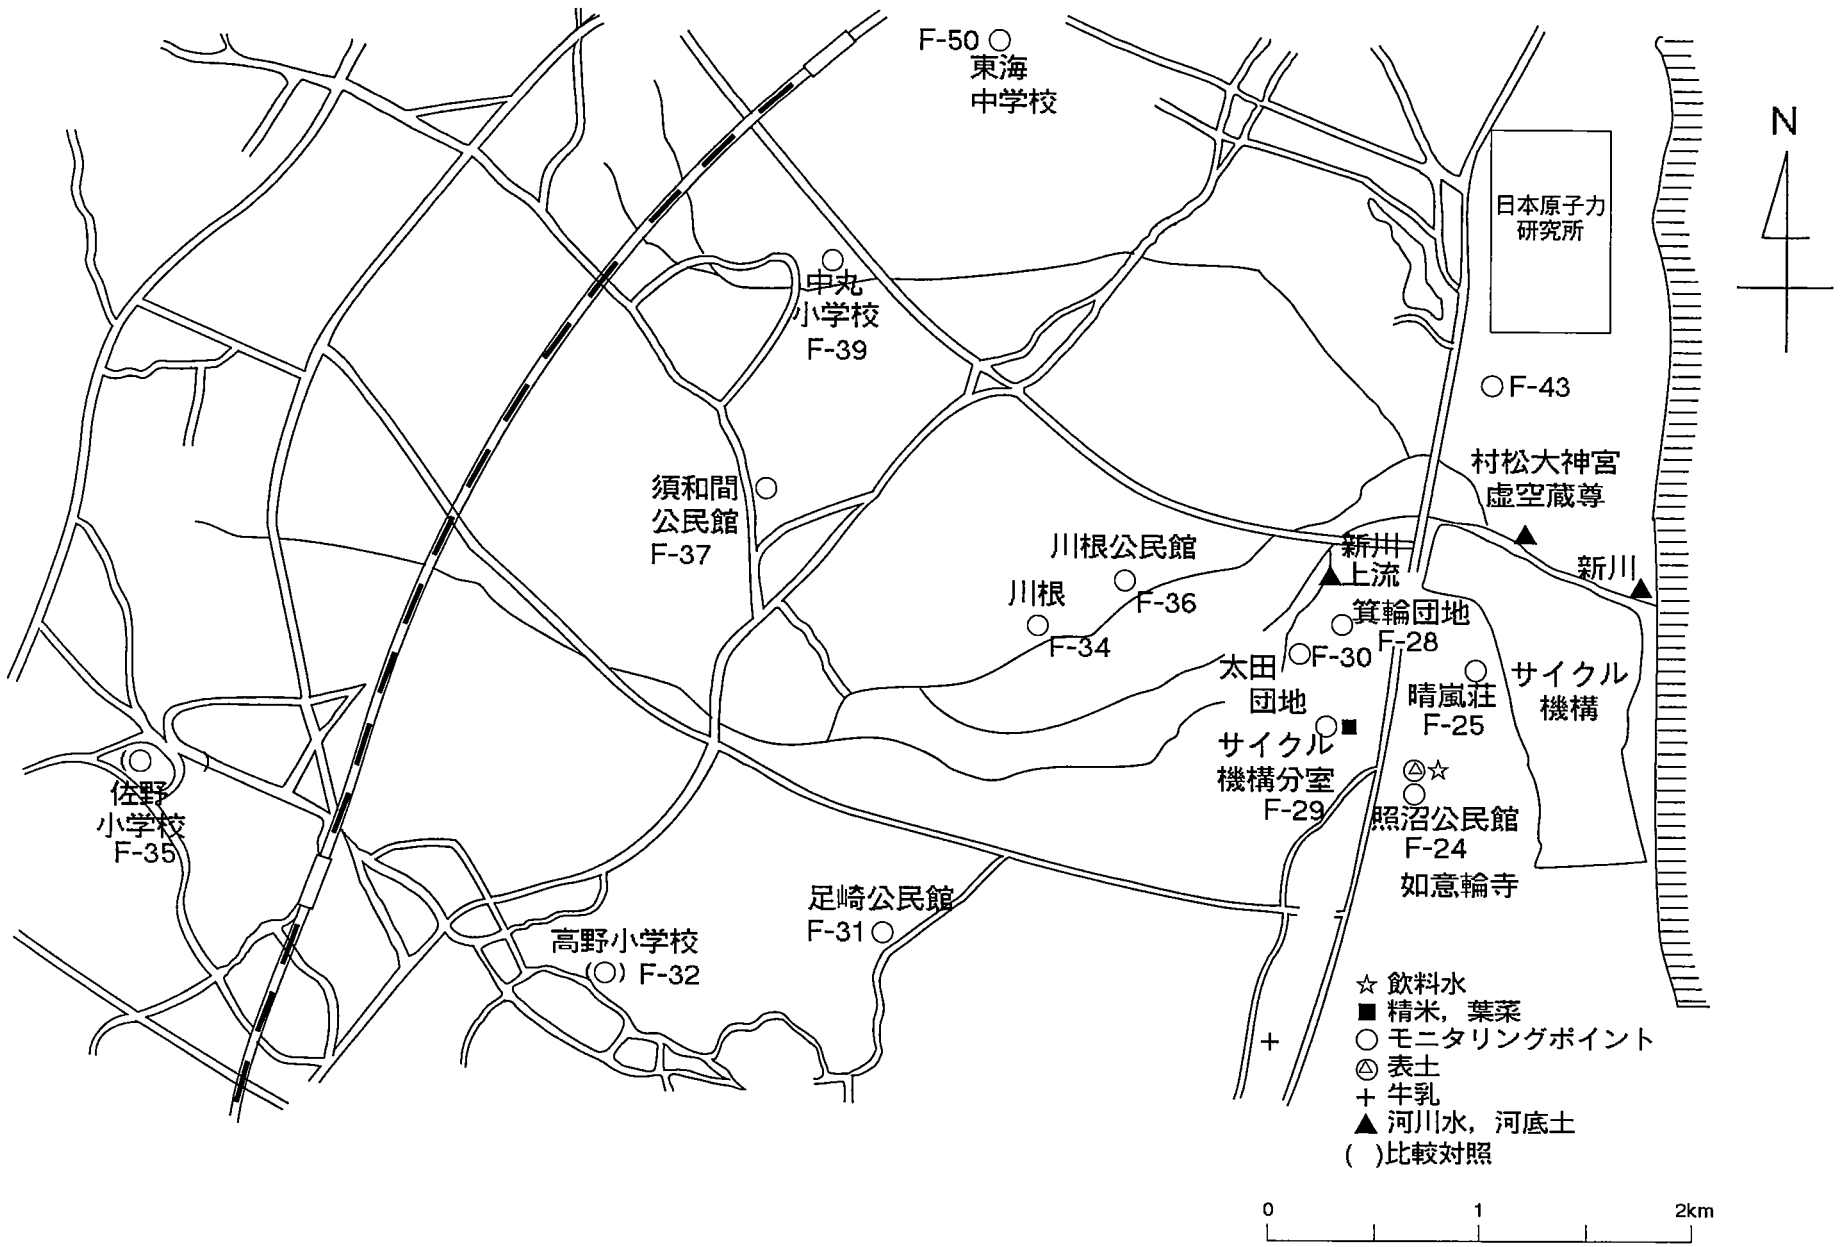 F-50
東海
中学校
N
日本原子力
研究所
中丸
小学校
F-39
F-43
村松大神宮
虚空蔵尊
須和間
公民館
F-37
川根公民館
F-36
新川
上流
新川
川根
F-34
箕輪団地
F-28
F-30
太田
団地
晴嵐荘
F-25
サイクル
機構
サイクル
機構分室
F-29
照沼公民館
F-24
如意輪寺
佐野
小学校
F-35
足崎公民館
F-31
高野小学校
( ) F-32
☆ 飲料水
■ 精米，葉菜
○ モニタリングポイント
表土
+ 牛乳
▲ 河川水，河底土
( )比較対照
0 1 2km